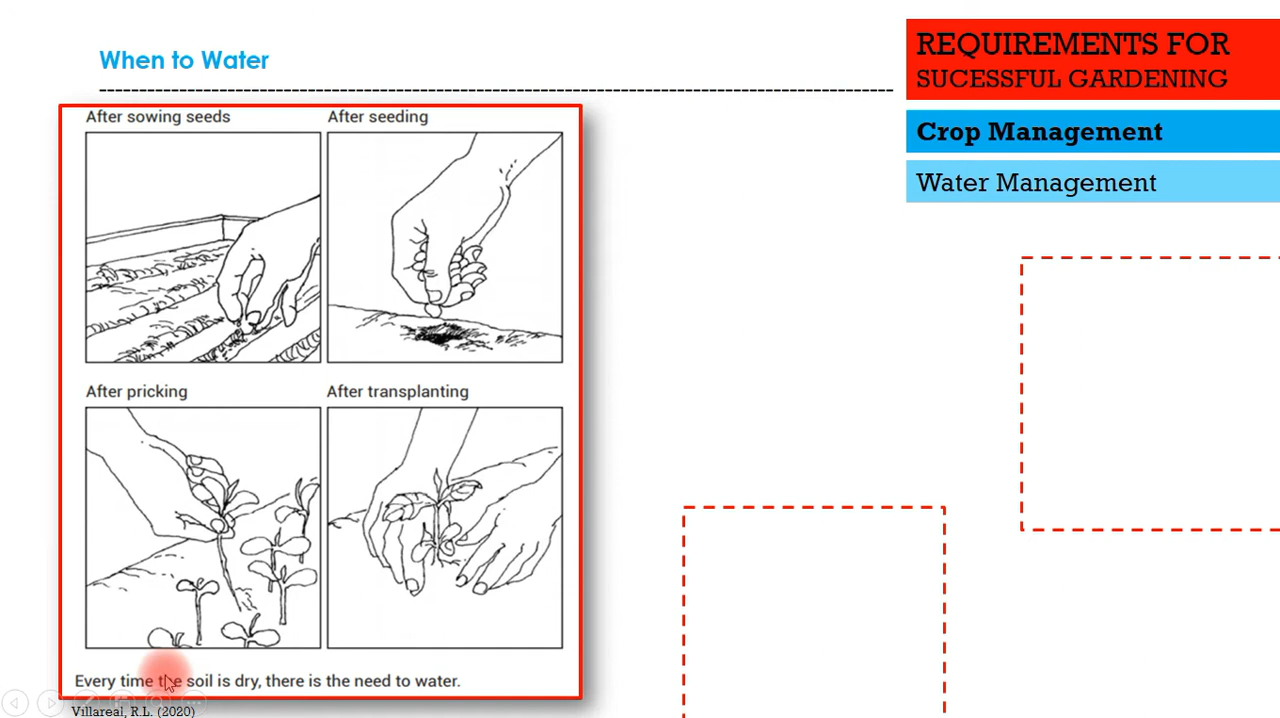 When to Water
REQUIREMENTS FOR
SUCESSFUL GARDENING
Crop Management
Water Management
After sowing seeds
After seeding
After pricking
After transplanting
Every time the soil is dry, there is the need to water.
Villareal, R.L. (2020)